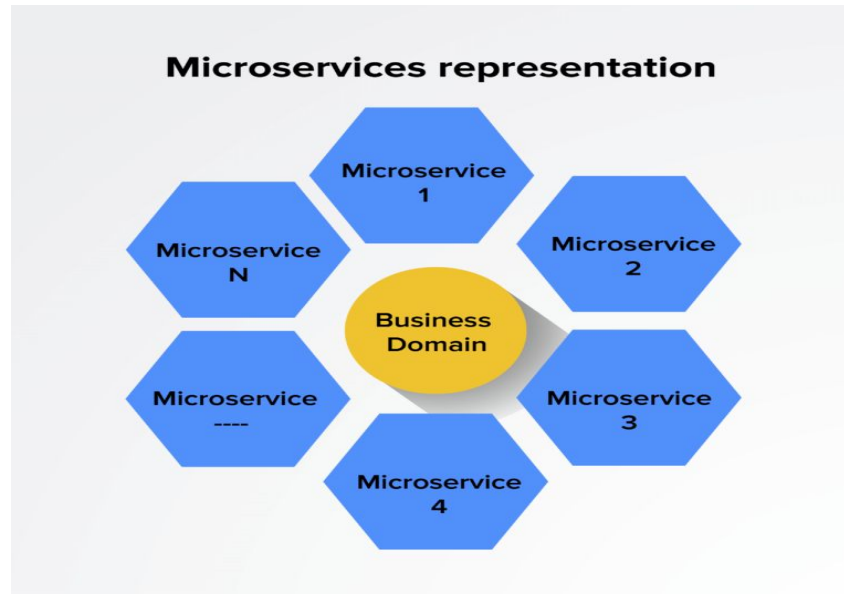 Microservices representation
Microservice
1
Microservice
2
Microservice
3
Microservice
4
Microservice
----
Microservice
N
Business
Domain